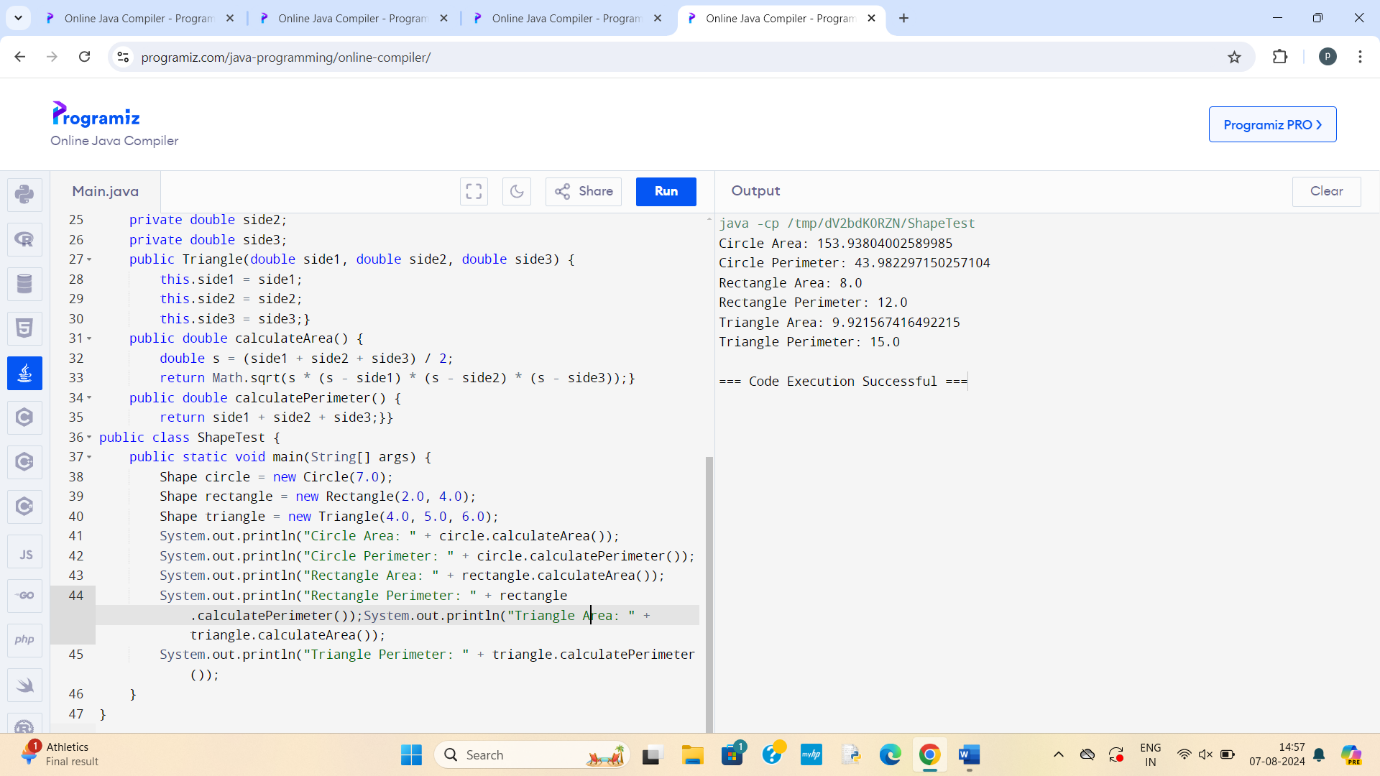 Online Java Compiler - Program
Online Java Compiler - Program
Online Java Compiler - Program
Online Java Compiler - Program
programiz.com/java-programming/online-compiler/
P
Programiz
Online Java Compiler
Programiz PRO >
Main.java
Share
Run
Output
Clear
25 private double side2;
26 private double side3;
27 public Triangle(double side1, double side2, double side3) {
28 this.side1 = side1;
29 this.side2 = side2;
30 this.side3 = side3;}
31 public double calculateArea() {
32 double s = (side1 + side2 + side3) / 2;
33 return Math.sqrt(s * (s - side1) * (s - side2) * (s - side3));}
34 public double calculatePerimeter() {
35 return side1 + side2 + side3;}}
36 public class ShapeTest {
37 public static void main(String[] args) {
38 Shape circle = new Circle(7.0);
39 Shape rectangle = new Rectangle(2.0, 4.0);
40 Shape triangle = new Triangle(4.0, 5.0, 6.0);
41 System.out.println("Circle Area: " + circle.calculateArea());
42 System.out.println("Circle Perimeter: " + circle.calculatePerimeter());
43 System.out.println("Rectangle Area: " + rectangle.calculateArea());
44 System.out.println("Rectangle Perimeter: " + rectangle
.calculatePerimeter());System.out.println("Triangle Area: " +
triangle.calculateArea());
45 System.out.println("Triangle Perimeter: " + triangle.calculatePerimeter
());
46 }
47 }
java -cp /tmp/dV2bdK0RZN/ShapeTest
Circle Area: 153.93804002589985
Circle Perimeter: 43.982297150257104
Rectangle Area: 8.0
Rectangle Perimeter: 12.0
Triangle Area: 9.921567416492215
Triangle Perimeter: 15.0
=== Code Execution Successful ===
JS
GO
php
1
Athletics
Final result
Search
1
myhp
W
ENG
IN
14:57
07-08-2024
PRE